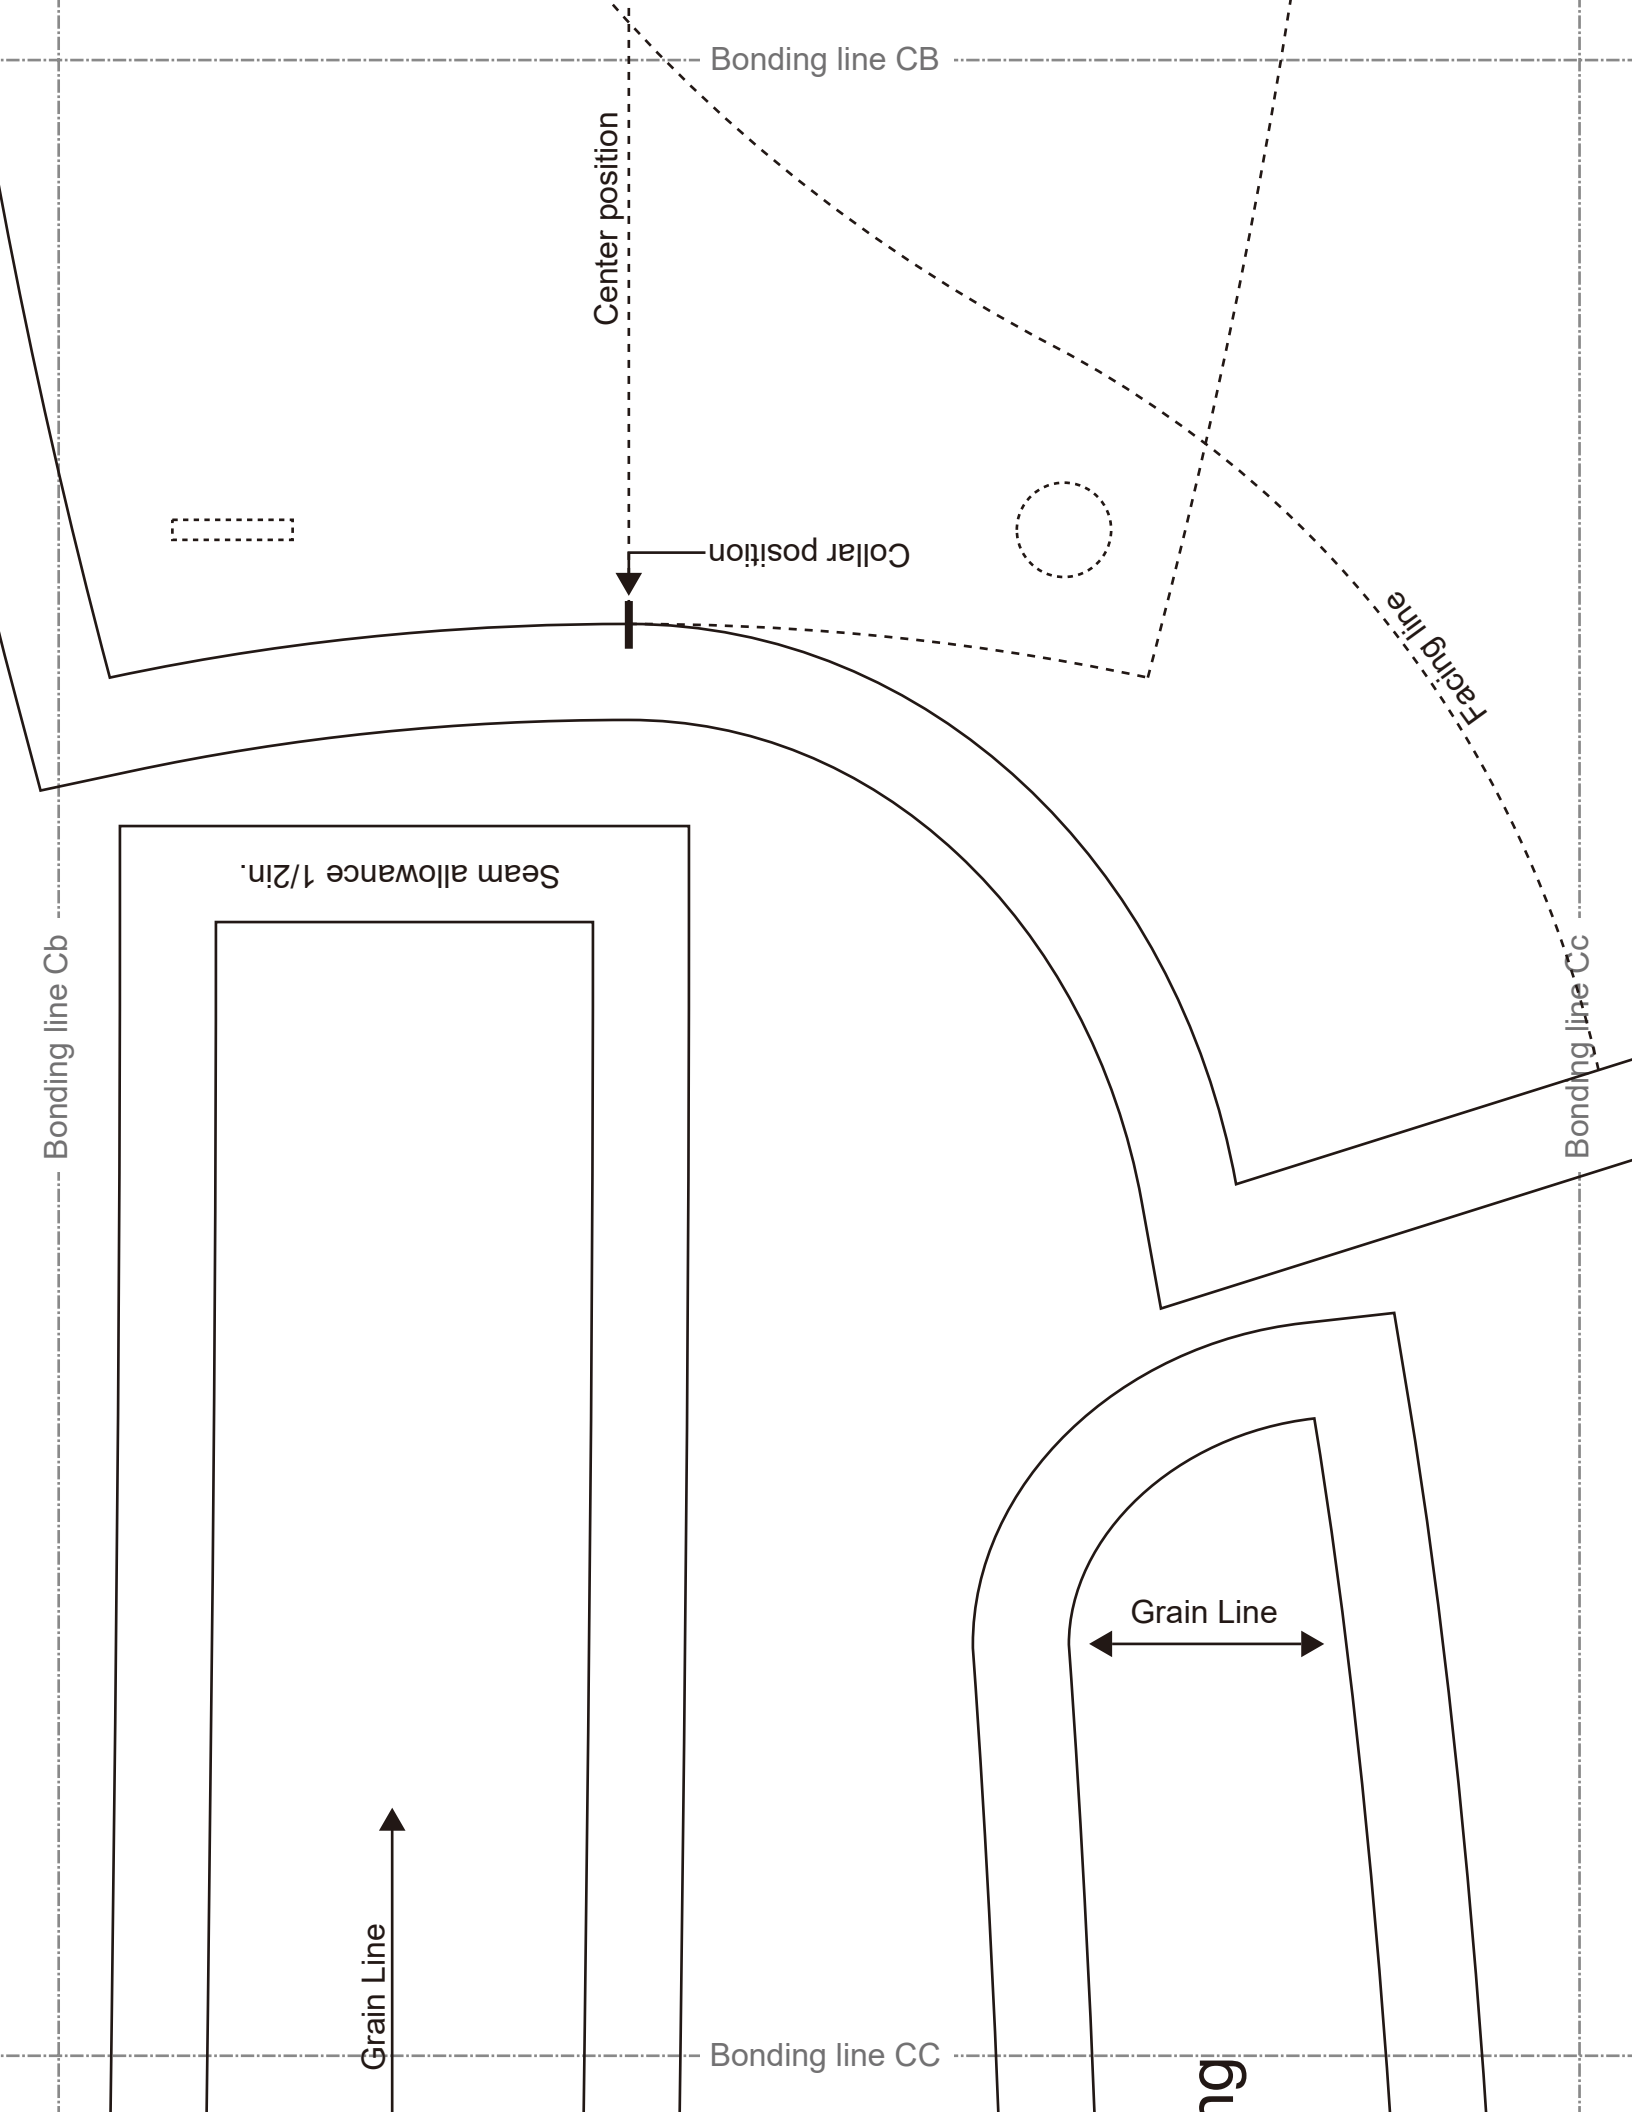 Bonding line CB
Center position
Collar position
Facing line
Seam allowance 1/2in.
Bonding line Cb
Bonding line Cc
Grain Line
Grain Line
Bonding line CC
ng